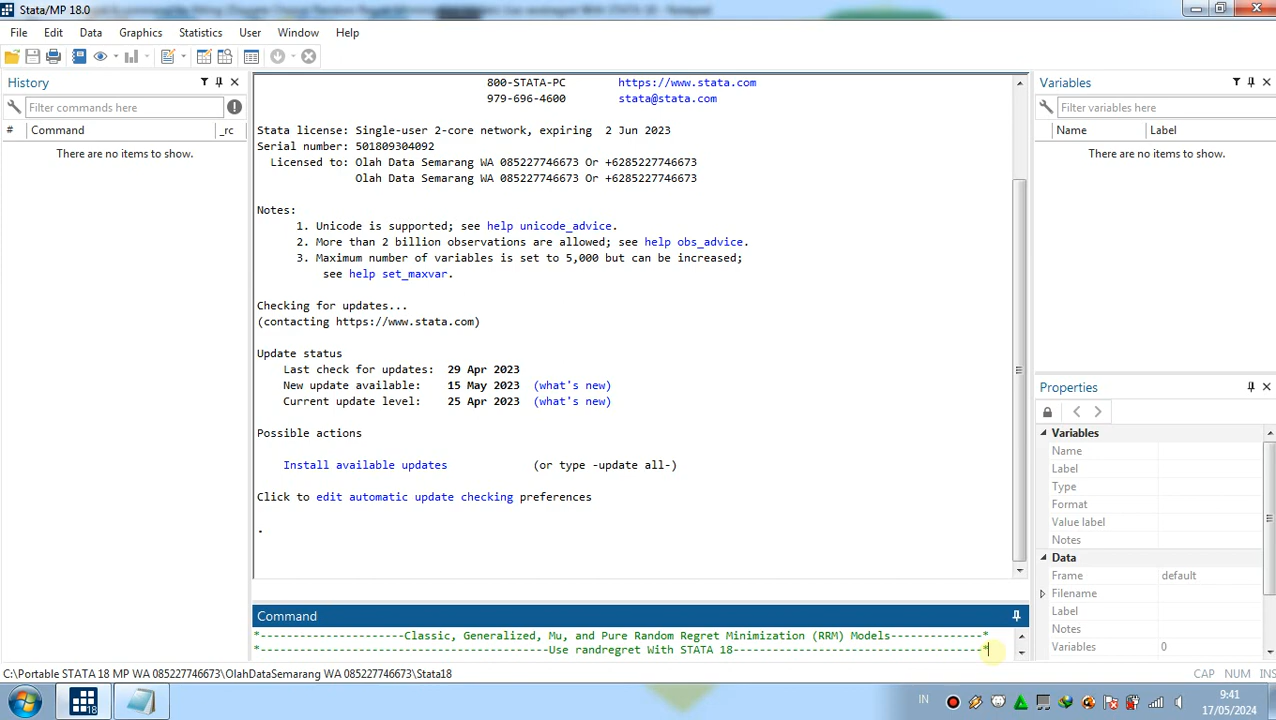 Stata/MP 18.0
File Edit Data Graphics Statistics User Window Help
History
Filter commands here
# Command _rc
There are no items to show.
800-STATA-PC https://www.stata.com
979-696-4600 stata@stata.com
Stata license: Single-user 2-core network, expiring 2 Jun 2023
Serial number: 501809304092
Licensed to: Olah Data Semarang WA 085227746673 Or +6285227746673
Olah Data Semarang WA 085227746673 Or +6285227746673
Notes:
1. Unicode is supported; see help unicode_advice.
2. More than 2 billion observations are allowed; see help obs_advice.
3. Maximum number of variables is set to 5,000 but can be increased;
see help set_maxvar.
Checking for updates...
(contacting https://www.stata.com)
Update status
Last check for updates: 29 Apr 2023
New update available: 15 May 2023 (what's new)
Current update level: 25 Apr 2023 (what's new)
Possible actions
Install available updates (or type -update all-)
Click to edit automatic update checking preferences
.
Command
*----------------------Classic, Generalized, Mu, and Pure Random Regret Minimization (RRM) Models--------------*
*-------------------------------------------Use randregret With STATA 18--------------------------------------*
Variables
Filter variables here
Name Label
There are no items to show.
Properties
Variables
Name
Label
Type
Format
Value label
Notes
Data
Frame default
Filename
Label
Notes
Variables 0
C:\Portable STATA 18 MP WA 085227746673\OlahDataSemarang WA 085227746673\Stata18
CAP NUM INS
18
IN
9:41
17/05/2024